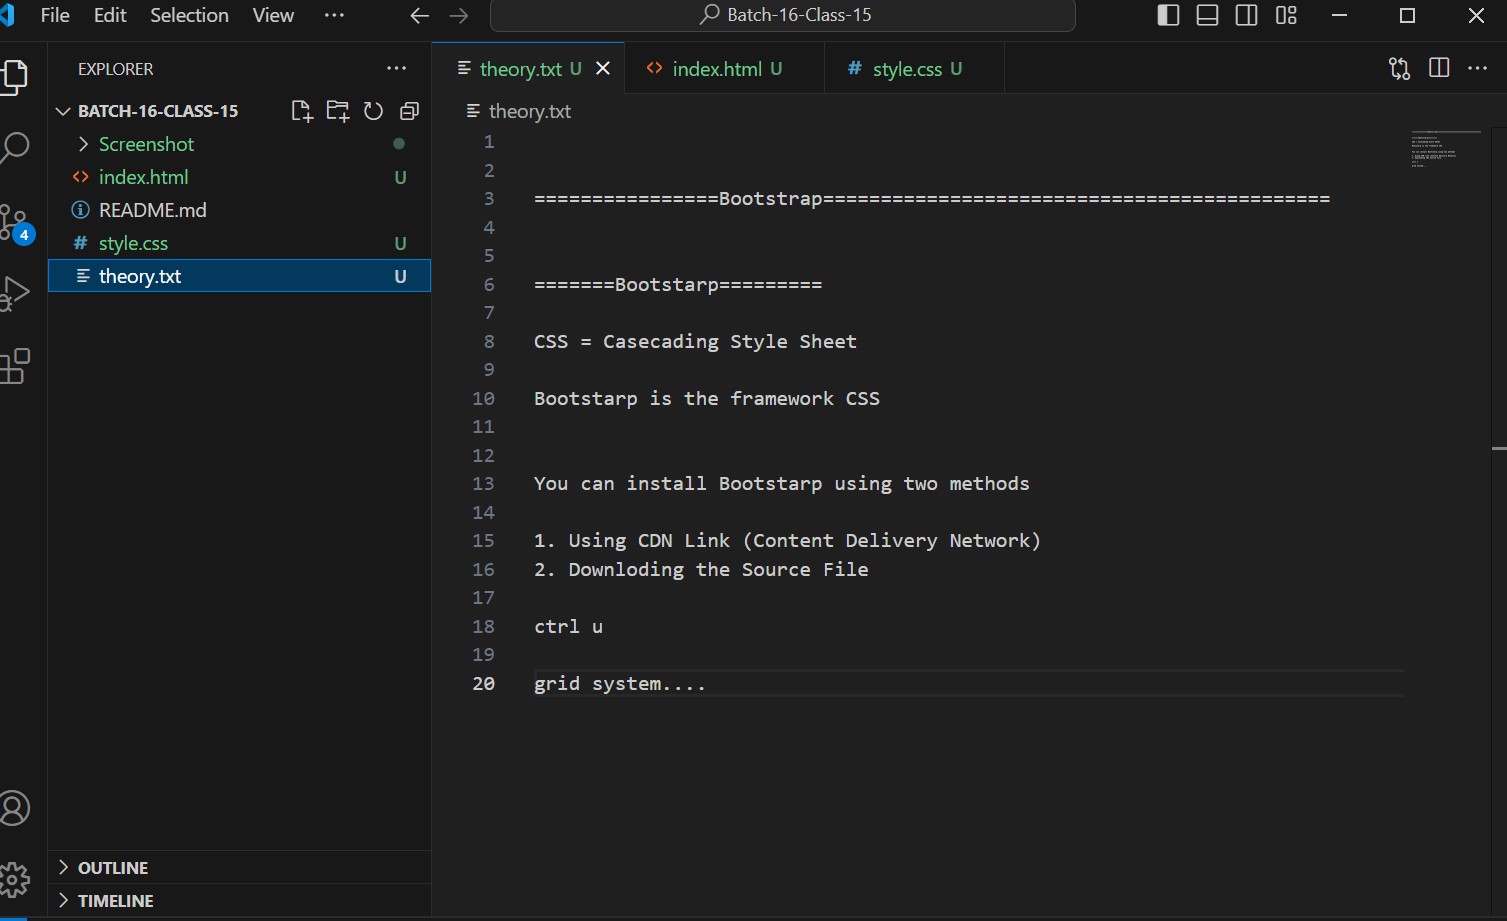 File Edit Selection View ... Batch-16-Class-15
EXPLORER ...
theory.txt U
index.html U
style.css U
BATCH-16-CLASS-15
theory.txt
Screenshot
index.html U
README.md
style.css U
theory.txt U
4
1
2
3 ================Bootstrap============================================
4
5
6 =======Bootstarp=========
7
8 CSS = Casecading Style Sheet
9
10 Bootstarp is the framework CSS
11
12
13 You can install Bootstarp using two methods
14
15 1. Using CDN Link (Content Delivery Network)
16 2. Downloding the Source File
17
18 ctrl u
19
20 grid system....
OUTLINE
TIMELINE